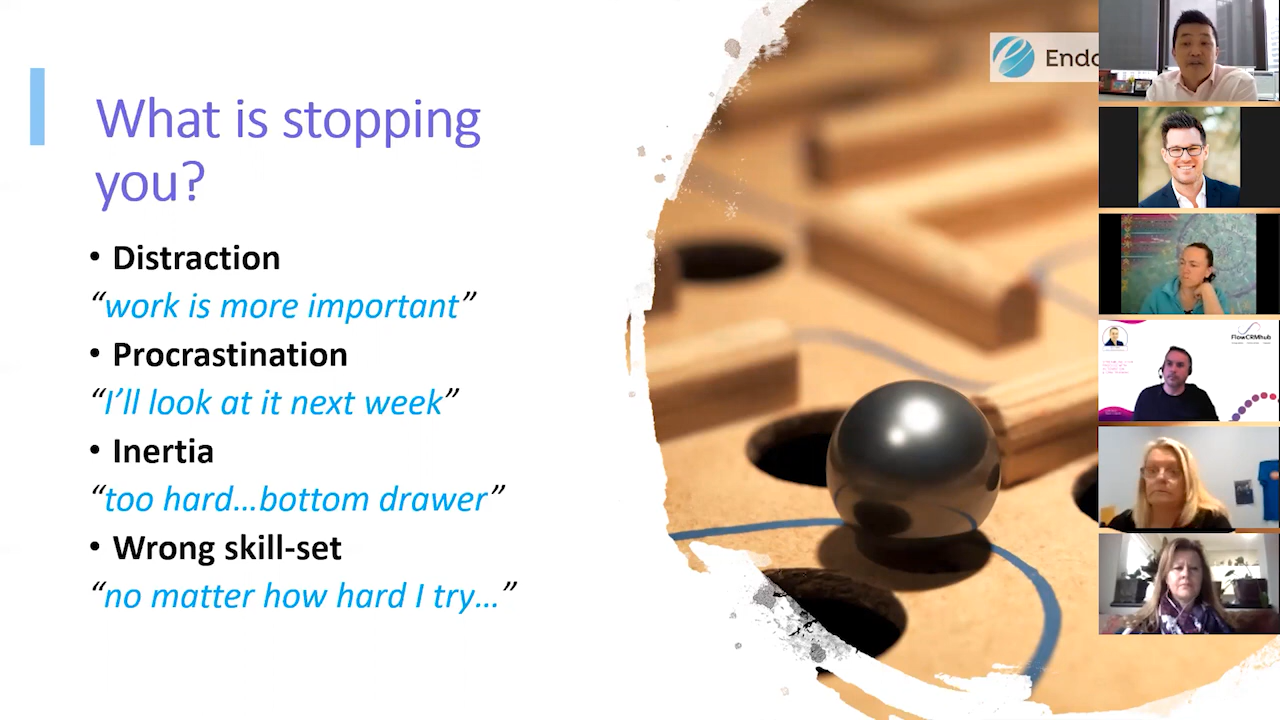 What is stopping
you?
• Distraction
“work is more important”
• Procrastination
“I’ll look at it next week”
• Inertia
“too hard…bottom drawer”
• Wrong skill-set
“no matter how hard I try…”
Endo
FlowCRMhub